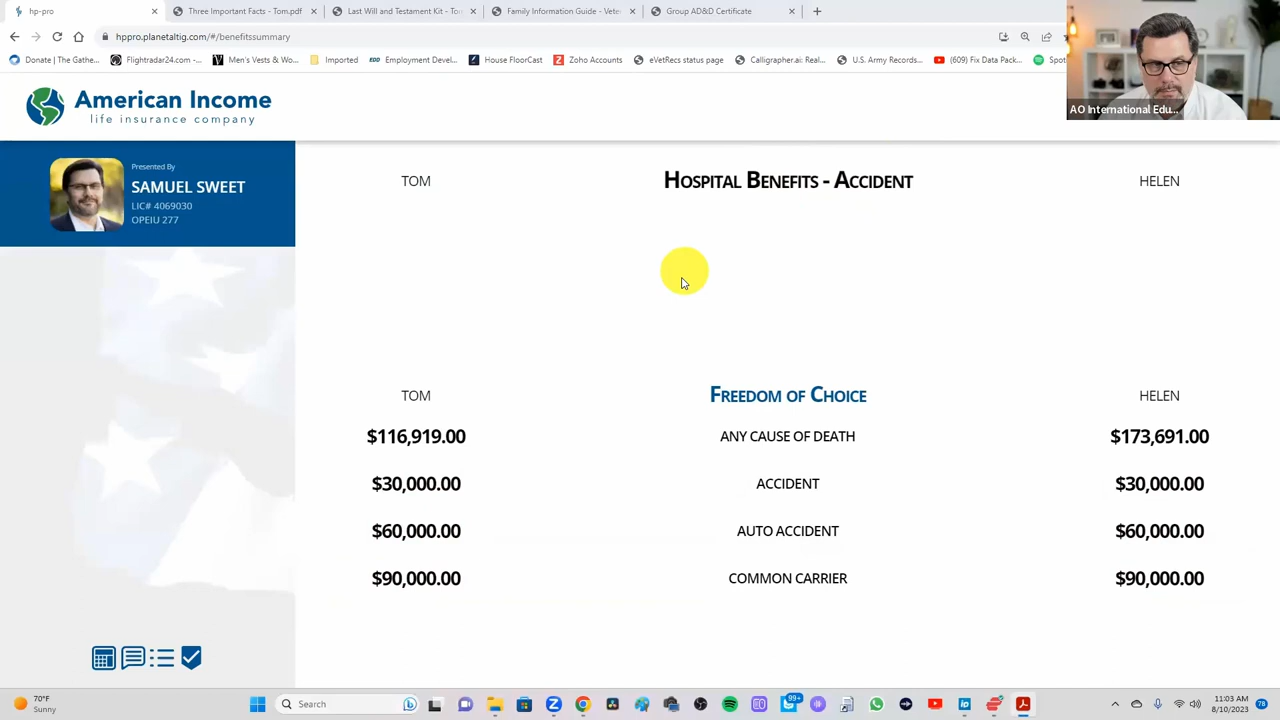 hp-pro
Three Important Facts - Tom.pdf
Last Will and Testament Kit - To
Family Information Guide - Vete
Group AD&D Certificate
hppro.planetaltig.com/#/benefitssummary
Donate | The Gathe...
Flightradar24.com -...
Men's Vests & Wo...
Imported
EDD Employment Devel...
House FloorCast
Zoho Accounts
eVetRecs status page
Calligrapher.ai: Real...
U.S. Army Records...
(609) Fix Data Pack...
Spot
AO International Edu...
American Income
life insurance company
Presented By
SAMUEL SWEET
LIC# 4069030
OPEIU 277
TOM HOSPITAL BENEFITS - ACCIDENT HELEN
TOM FREEDOM OF CHOICE HELEN
$116,919.00 ANY CAUSE OF DEATH $173,691.00
$30,000.00 ACCIDENT $30,000.00
$60,000.00 AUTO ACCIDENT $60,000.00
$90,000.00 COMMON CARRIER $90,000.00
70°F
Sunny
Search
99+
11:03 AM
8/10/2023
78